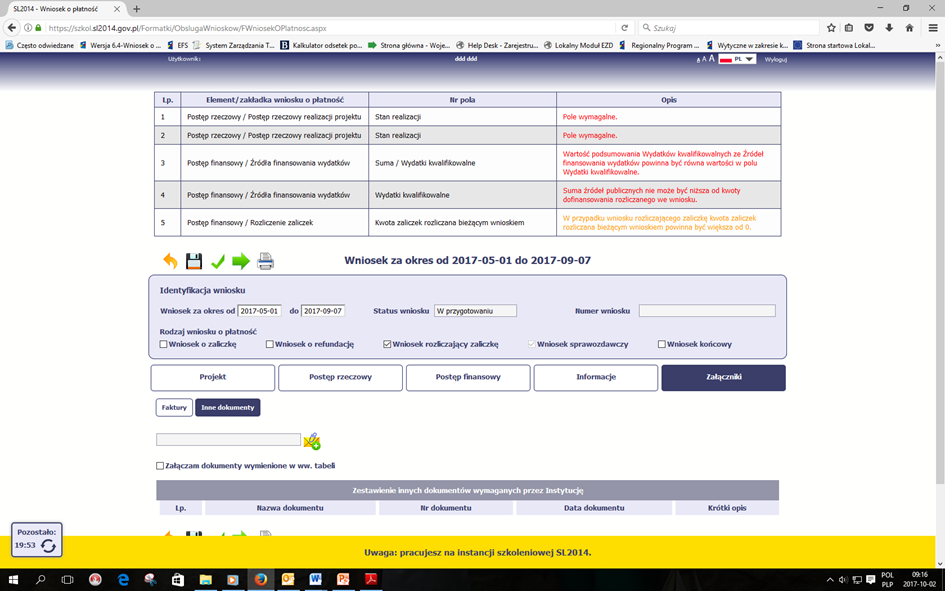 SL2014 - Wniosek o płatność
https://szkol.sl2014.gov.pl/Formatki/ObslugaWnioskow/FWniosekOPlatnosc.aspx
Szukaj
Często odwiedzane
Wersja 6.4-Wniosek o ...
EFS
System Zarządzania T...
Kalkulator odsetek po...
Strona główna - Woje...
Help Desk - Zarejestru...
Lokalny Moduł EZD
Regionalny Program ...
Wytyczne w zakresie k...
Strona startowa Lokal...
Użytkownik:
ddd ddd
A A A
PL
Wyloguj
Lp. Element/zakładka wniosku o płatność Nr pola Opis
1 Postęp rzeczowy / Postęp rzeczowy realizacji projektu Stan realizacji Pole wymagalne.
2 Postęp rzeczowy / Postęp rzeczowy realizacji projektu Stan realizacji Pole wymagalne.
3 Postęp finansowy / Źródła finansowania wydatków Suma / Wydatki kwalifikowalne Wartość podsumowania Wydatków kwalifikowalnych ze Źródeł
finansowania wydatków powinna być równa wartości w polu
Wydatki kwalifikowalne.
4 Postęp finansowy / Źródła finansowania wydatków Wydatki kwalifikowalne Suma źródeł publicznych nie może być niższa od kwoty
dofinansowania rozliczanego we wniosku.
5 Postęp finansowy / Rozliczenie zaliczek Kwota zaliczek rozliczana bieżącym wnioskiem W przypadku wniosku rozliczającego zaliczkę kwota zaliczek
rozliczana bieżącym wnioskiem powinna być większa od 0.
Wniosek za okres od 2017-05-01 do 2017-09-07
Identyfikacja wniosku
Wniosek za okres od 2017-05-01 do 2017-09-07 Status wniosku W przygotowaniu Numer wniosku
Rodzaj wniosku o płatność
Wniosek o zaliczkę Wniosek o refundację Wniosek rozliczający zaliczkę Wniosek sprawozdawczy Wniosek końcowy
Projekt Postęp rzeczowy Postęp finansowy Informacje Załączniki
Faktury Inne dokumenty
Załączam dokumenty wymienione w ww. tabeli
Zestawienie innych dokumentów wymaganych przez Instytucję
Lp. Nazwa dokumentu Nr dokumentu Data dokumentu Krótki opis
Pozostało:
19:53
Uwaga: pracujesz na instancji szkoleniowej SL2014.
POL
PLP
09:16
2017-10-02